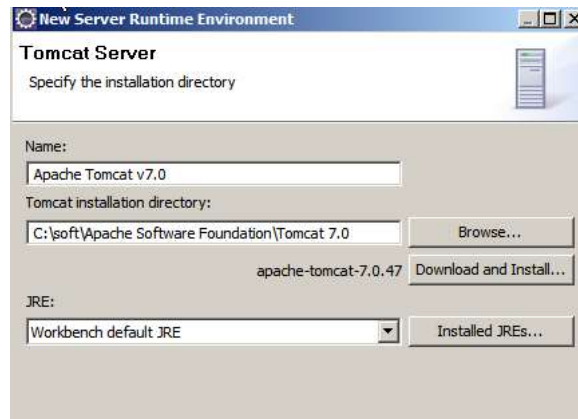 New Server Runtime Environment
Tomcat Server
Specify the installation directory
Name:
Apache Tomcat v7.0
Tomcat installation directory:
C:\soft\Apache Software Foundation\Tomcat 7.0
Browse...
apache-tomcat-7.0.47
Download and Install...
JRE:
Workbench default JRE
Installed JREs...